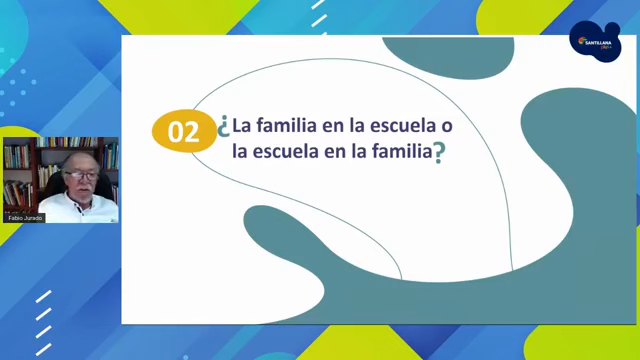 SANTILLANA
02
¿La familia en la escuela o
la escuela en la familia?
Fabio Jurado